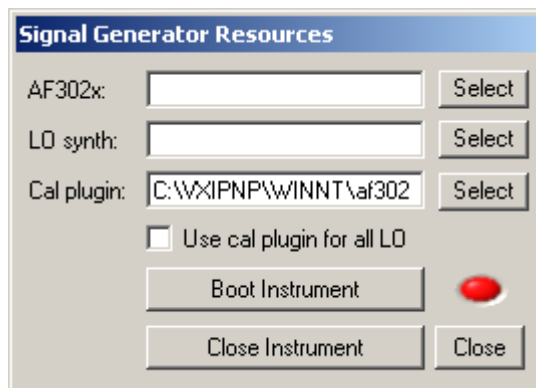 Signal Generator Resources
AF302x: Select
LO synth: Select
Cal plugin: C:\VXIPNP\WINNT\af302 Select
Use cal plugin for all LO
Boot Instrument
Close Instrument Close